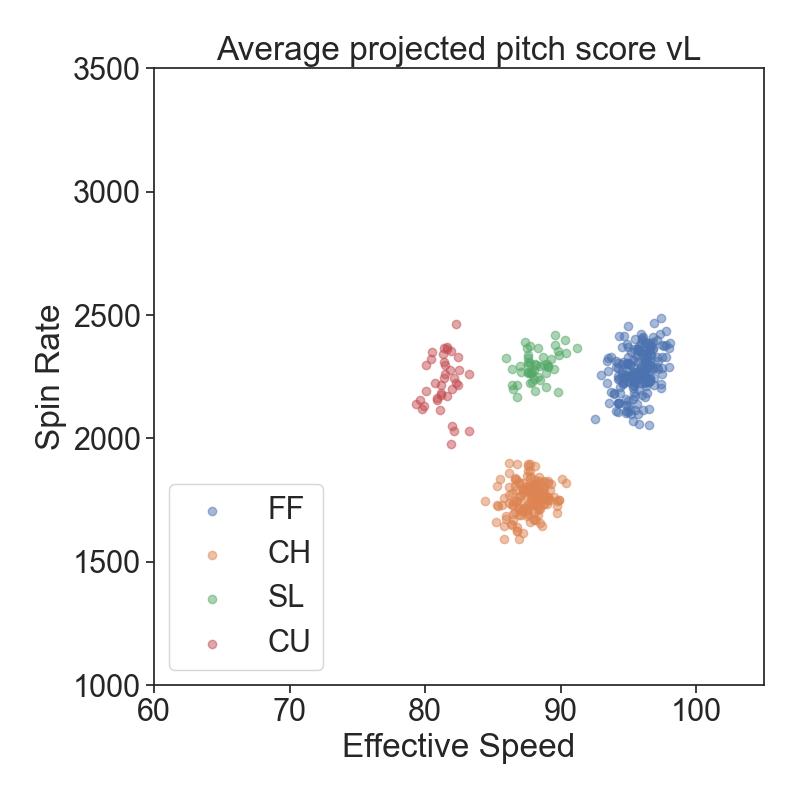 Average projected pitch score vL
3500
3000
2500
2000
1500
1000
Spin Rate
FF
CH
SL
CU
60 70 80 90 100
Effective Speed